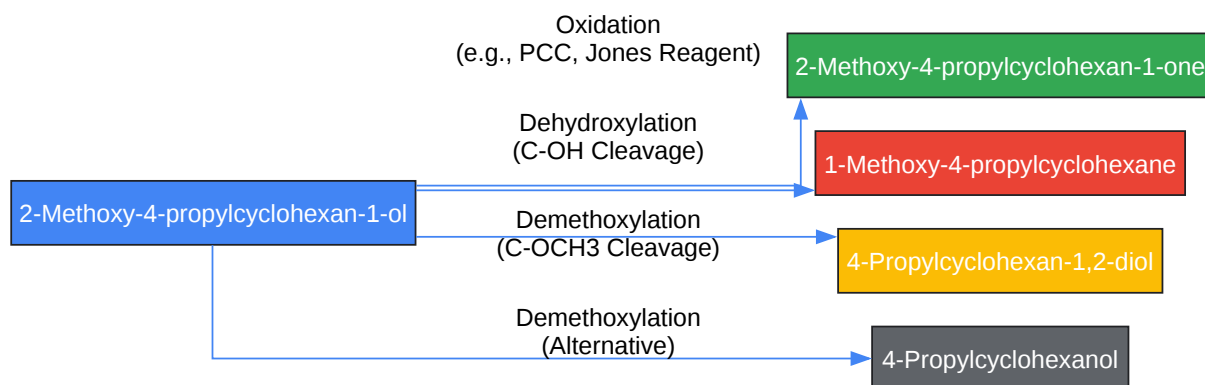 Oxidation
(e.g., PCC, Jones Reagent)
2-Methoxy-4-propylcyclohexan-1-one
Dehydroxylation
(C-OH Cleavage)
1-Methoxy-4-propylcyclohexane
2-Methoxy-4-propylcyclohexan-1-ol
Demethoxylation
(C-OCH3 Cleavage)
4-Propylcyclohexan-1,2-diol
Demethoxylation
(Alternative)
4-Propylcyclohexanol